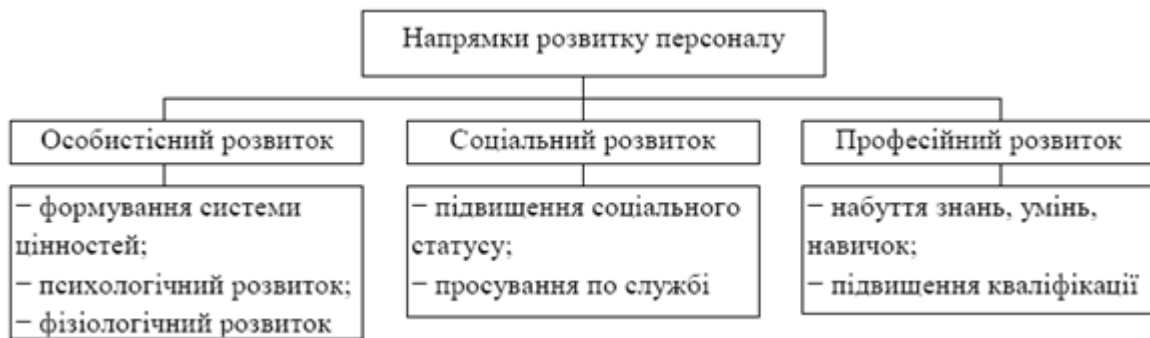 Напрямки розвитку персоналу
Особистісний розвиток
− формування системи
цінностей;
− психологічний розвиток;
− фізіологічний розвиток
Соціальний розвиток
− підвищення соціального
статусу;
− просування по службі
Професійний розвиток
− набуття знань, умінь,
навичок;
− підвищення кваліфікації